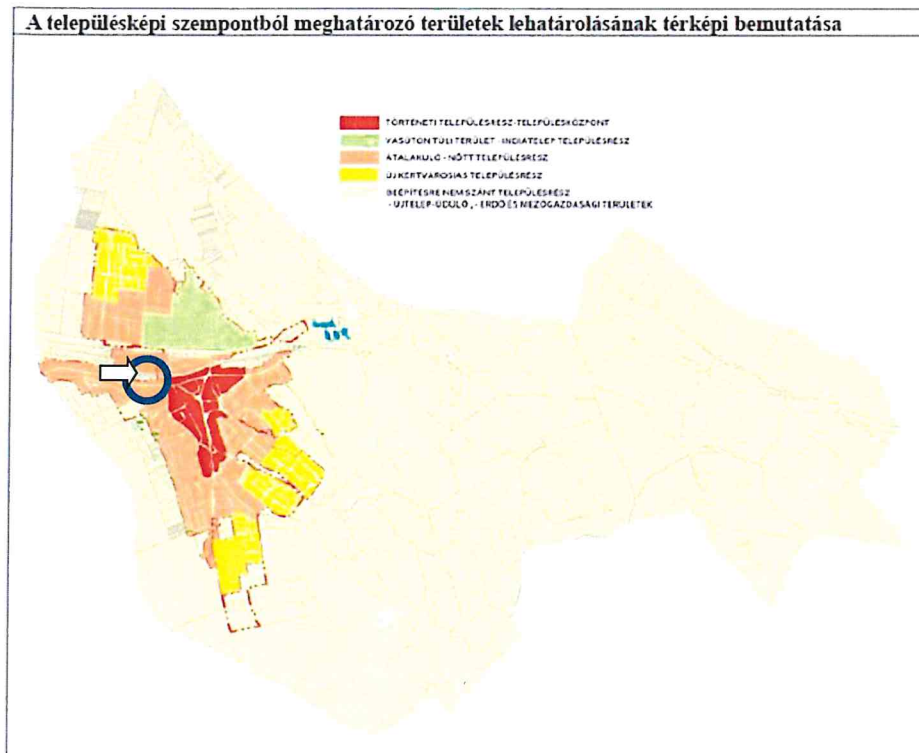 A településképi szempontból meghatározó területek lehatárolásának térképi bemutatása
TÖRTÉNETI TELEPÜLÉSRÉSZ-TELEPÜLÉSKÖZPONT
VASÚTON TÚLI TERÜLET - INDIATELEP TELEPÜLÉSRÉSZ
ÁTALAKULÓ - NŐTT TELEPÜLÉSRÉSZ
ÚJ KERTVÁROSIAS TELEPÜLÉSRÉSZ
BEÉPÍTÉSRE NEM SZÁNT TELEPÜLÉSRÉSZ
- ÚJTELEP-ÜDÜLŐ , - ERDŐ ÉS MEZŐGAZDASÁGI TERÜLETEK